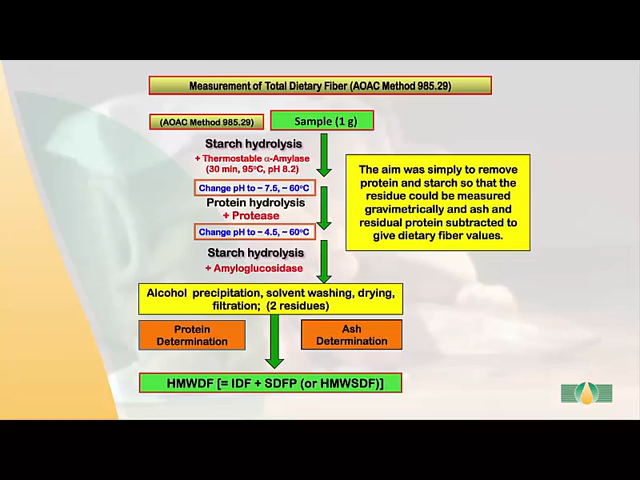 Measurement of Total Dietary Fiber (AOAC Method 985.29)
(AOAC Method 985.29)
Sample (1 g)
Starch hydrolysis
+ Thermostable α-Amylase
(30 min, 95ºC, pH 8.2)
Change pH to ~ 7.5, ~ 60ºC
Protein hydrolysis
+ Protease
Change pH to ~ 4.5, ~ 60ºC
Starch hydrolysis
+ Amyloglucosidase
The aim was simply to remove
protein and starch so that the
residue could be measured
gravimetrically and ash and
residual protein subtracted to
give dietary fiber values.
Alcohol precipitation, solvent washing, drying,
filtration; (2 residues)
Protein
Determination
Ash
Determination
HMWDF [= IDF + SDFP (or HMWSDF)]